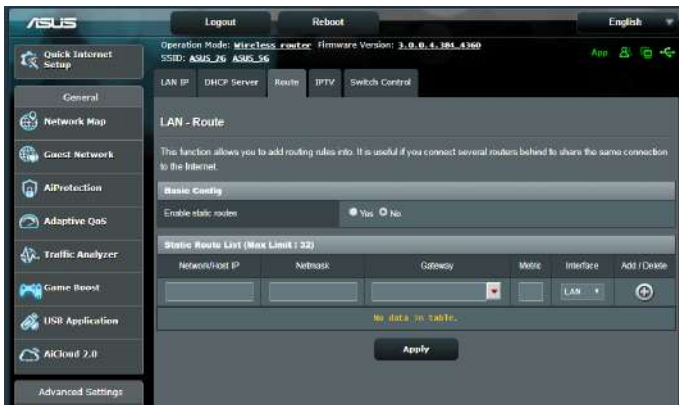 ASUS
Logout
Reboot
English
Quick Internet Setup
General
Network Map
Guest Network
AiProtection
Adaptive QoS
Traffic Analyzer
Game Boost
USB Application
AiCloud 2.0
Advanced Settings
Operation Mode: Wireless router Firmware Version: 3.0.0.4.384_4360
SSID: ASUS_2G ASUS_5G
App
LAN IP DHCP Server Route IPTV Switch Control
LAN - Route
This function allows you to add routing rules into. It is useful if you connect several routers behind to share the same connection
to the Internet.
Basic Config
Enable static routes Yes No
Static Route List (Max Limit : 32)
Network/Host IP Netmask Gateway Metric Interface Add / Delete
LAN
No data in table.
Apply